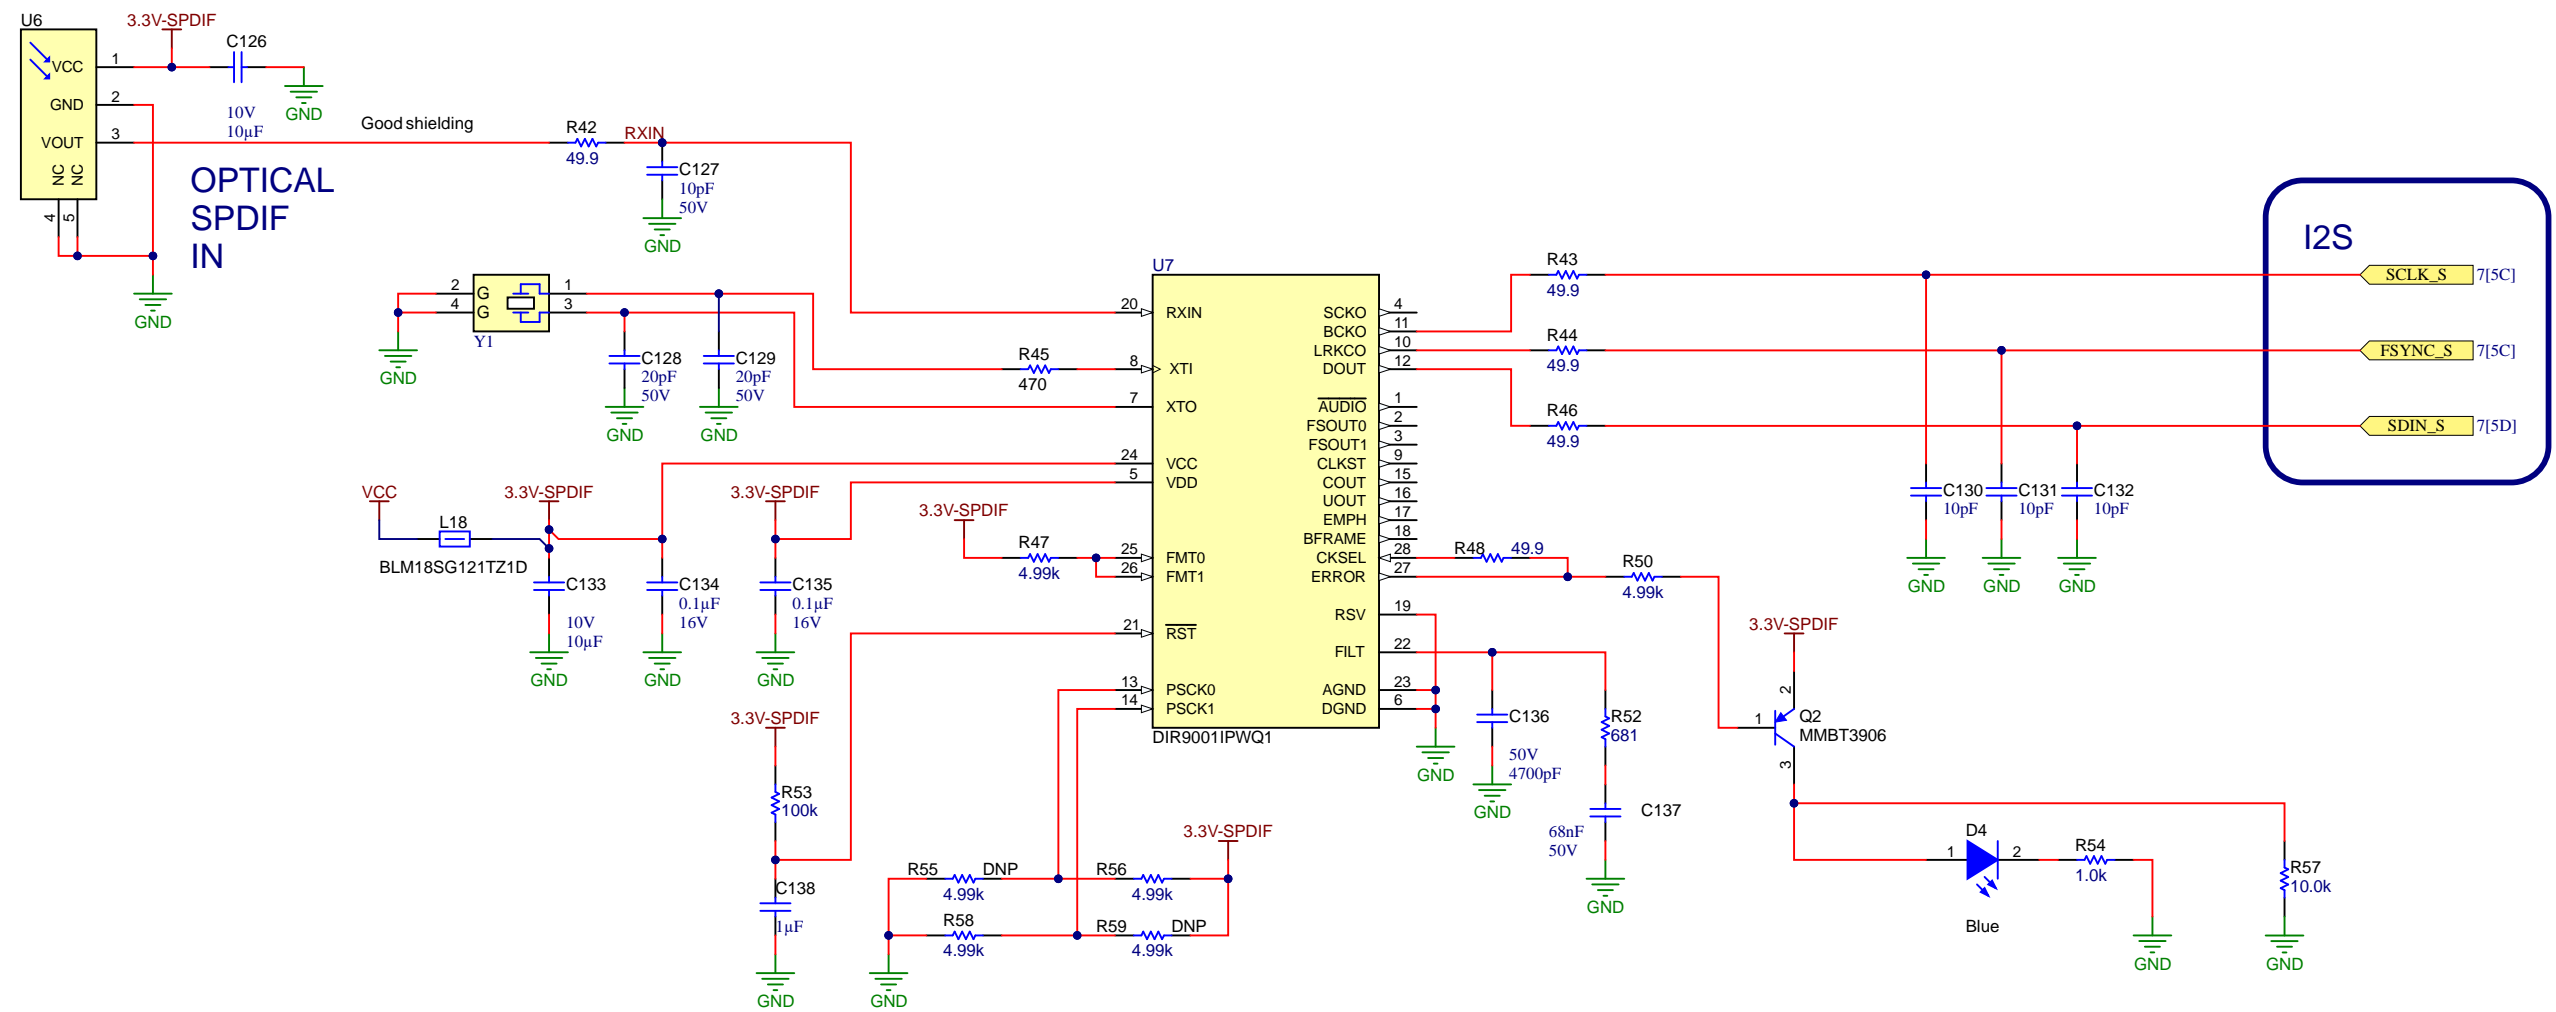 U6
3.3V-SPDIF
C126
VCC
1
GND
2
VOUT
3
NC
NC
4
5
10V
10µF
GND
GND
OPTICAL
SPDIF
IN
Good shielding
R42
49.9
RXIN
C127
10pF
50V
GND
2
4
G
G
1
3
Y1
GND
C128
20pF
50V
GND
C129
20pF
50V
GND
R45
470
VCC
L18
BLM18SG121TZ1D
3.3V-SPDIF
C133
10V
10µF
GND
C134
0.1µF
16V
GND
3.3V-SPDIF
C135
0.1µF
16V
GND
3.3V-SPDIF
R47
4.99k
3.3V-SPDIF
R53
100k
C138
1µF
GND
R55
DNP
4.99k
R56
4.99k
R58
4.99k
R59
DNP
4.99k
3.3V-SPDIF
GND
U7
20
RXIN
8
XTI
7
XTO
24
VCC
5
VDD
25
FMT0
26
FMT1
21
RST
13
PSCK0
14
PSCK1
SCKO
4
BCKO
11
LRKCO
10
DOUT
12
AUDIO
1
FSOUT0
2
FSOUT1
3
CLKST
9
COUT
15
UOUT
16
EMPH
17
BFRAME
18
CKSEL
28
ERROR
27
RSV
19
FILT
22
AGND
23
DGND
6
DIR9001IPWQ1
GND
R43
49.9
R44
49.9
R46
49.9
R48
49.9
R50
4.99k
C136
50V
4700pF
GND
R52
681
C137
68nF
50V
GND
3.3V-SPDIF
2
1
Q2
MMBT3906
3
D4
1
2
Blue
R54
1.0k
GND
R57
10.0k
GND
C130
10pF
GND
C131
10pF
GND
C132
10pF
GND
I2S
SCLK_S
7[5C]
FSYNC_S
7[5C]
SDIN_S
7[5D]